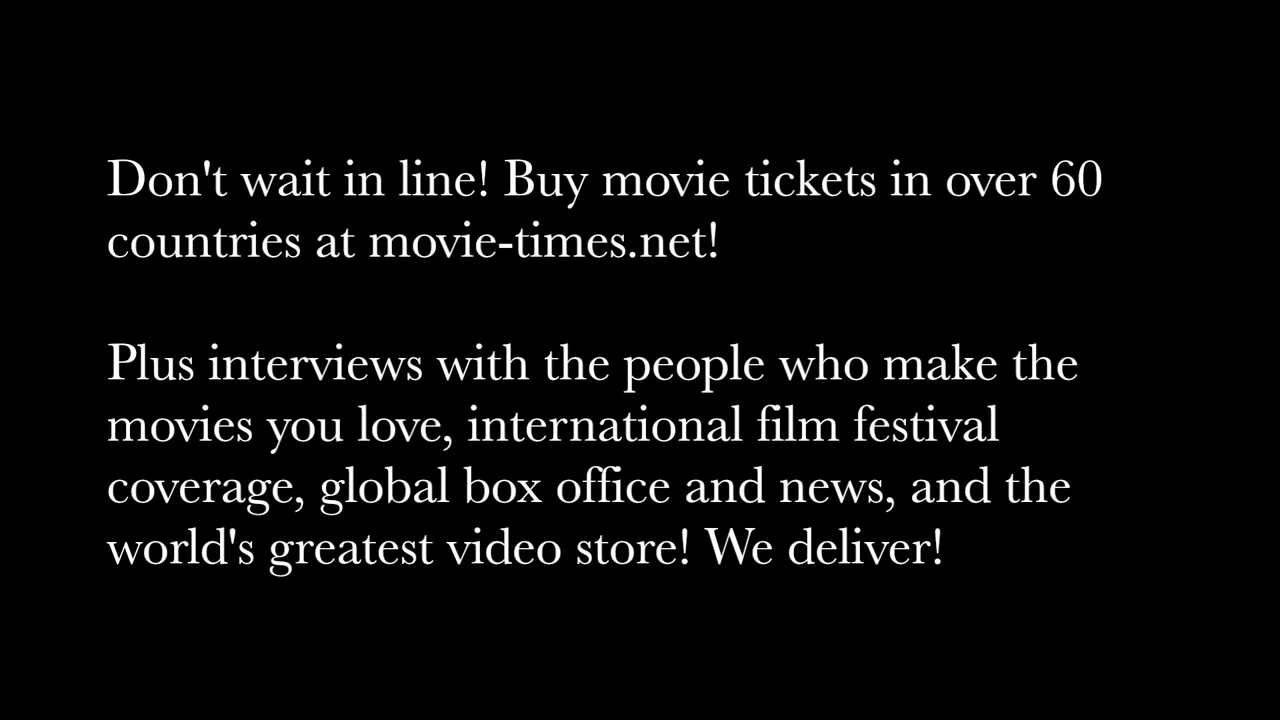 Don't wait in line! Buy movie tickets in over 60
countries at movie-times.net!
Plus interviews with the people who make the
movies you love, international film festival
coverage, global box office and news, and the
world's greatest video store! We deliver!